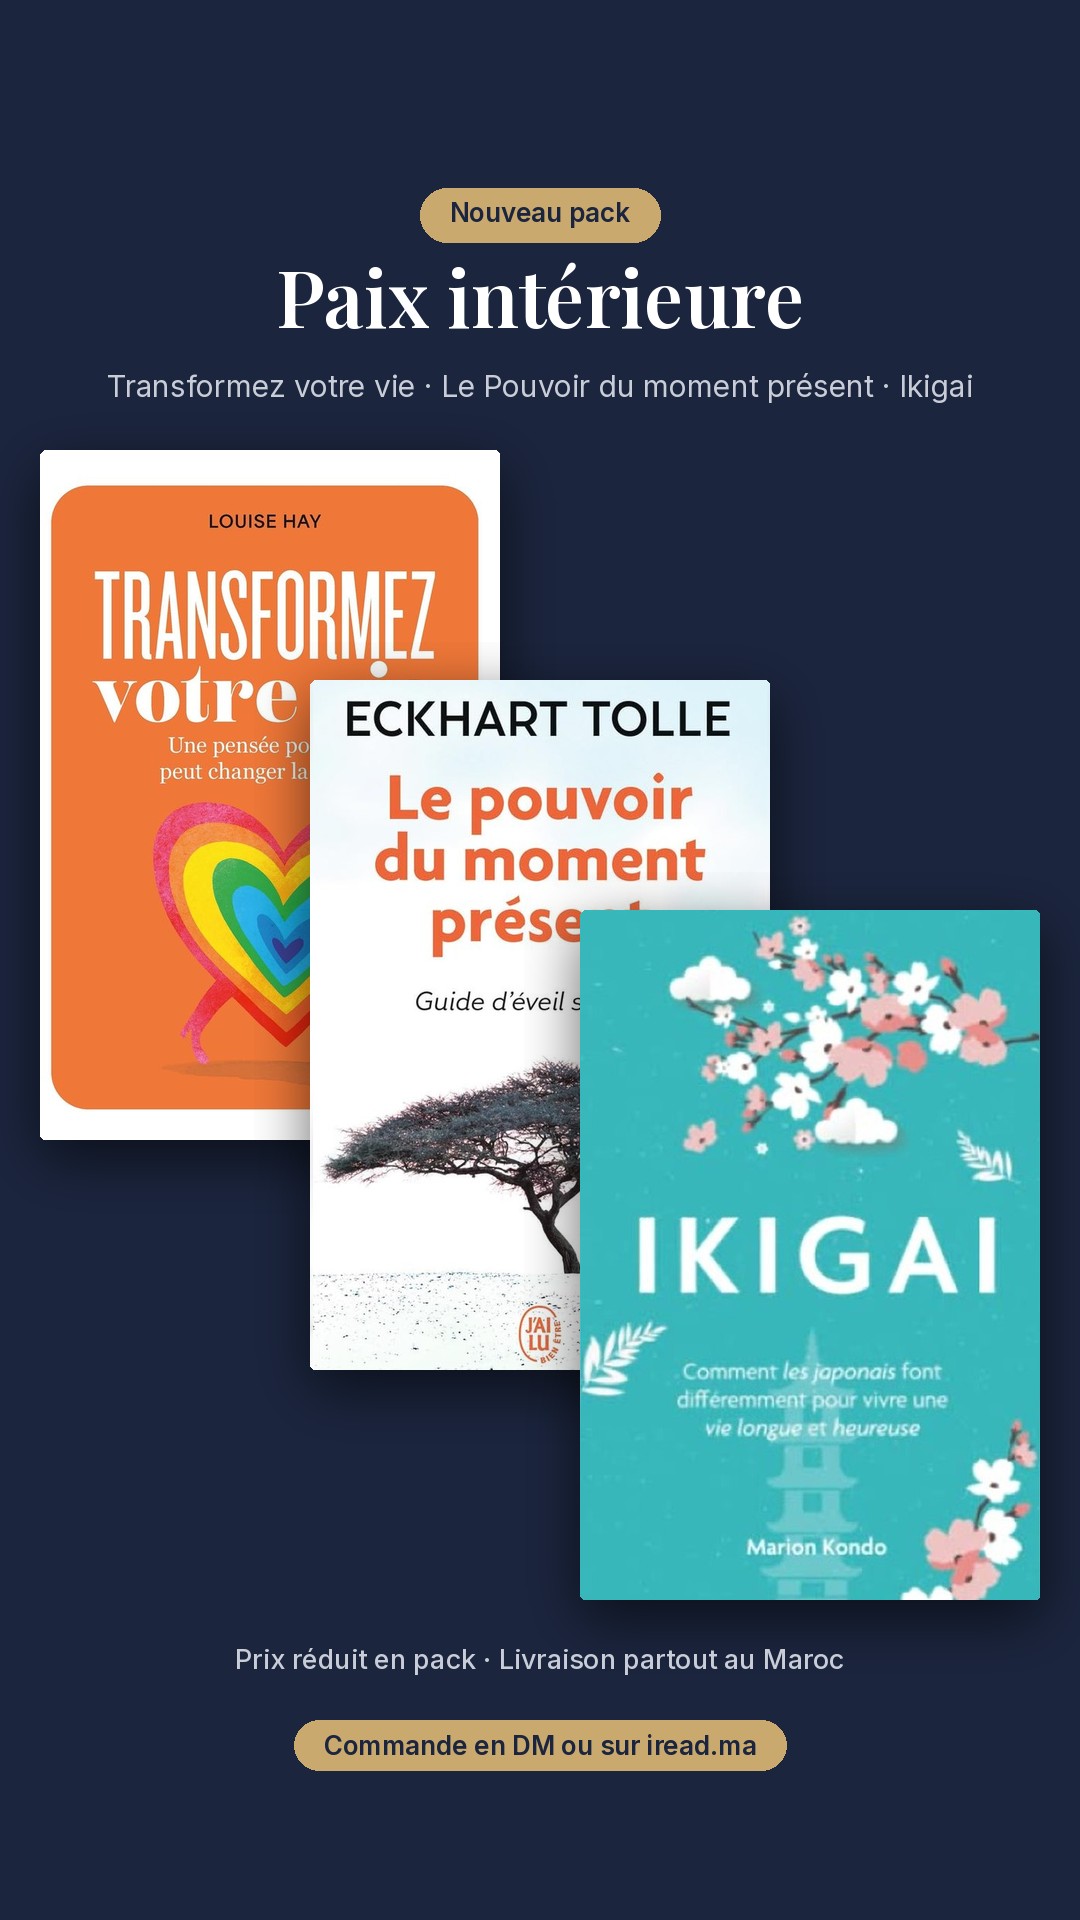 Nouveau pack
Paix intérieure
Transformez votre vie · Le Pouvoir du moment présent · Ikigai
LOUISE HAY
TRANSFORMEZ
votre
Une pensée
peut changer la
ECKHART TOLLE
Le pouvoir
du moment
présent
Guide d'éveil
J'AI
LU
BIEN ÊTRE
IKIGAI
Comment les japonais font
différemment pour vivre une
vie longue et heureuse
Marion Kondo
Prix réduit en pack · Livraison partout au Maroc
Commande en DM ou sur iread.ma